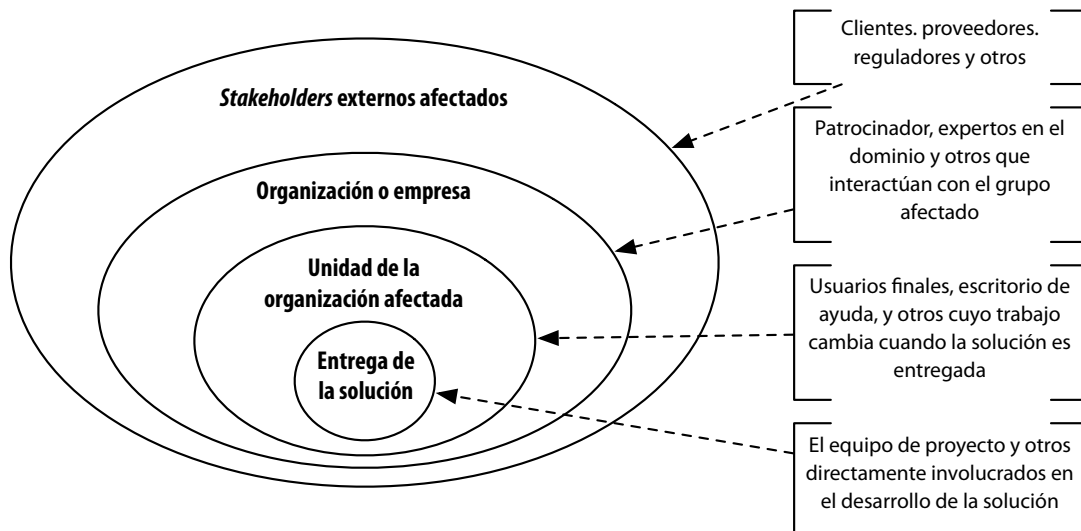 Stakeholders externos afectados
Organización o empresa
Unidad de la
organización afectada
Entrega de
la solución
Clientes. proveedores.
reguladores y otros
Patrocinador, expertos en el
dominio y otros que
interactúan con el grupo
afectado
Usuarios finales, escritorio de
ayuda, y otros cuyo trabajo
cambia cuando la solución es
entregada
El equipo de proyecto y otros
directamente involucrados en
el desarrollo de la solución